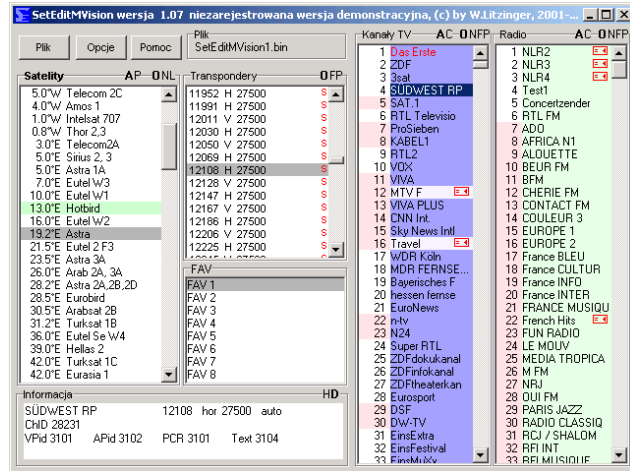 SetEditMVision wersja 1.07 niezarejestrowana wersja demonstracyjna, (c) by W.Litzinger, 2001-...
Plik
Opcje
Pomoc
Plik
SetEditMVision1.bin
Satelity AP ONL
5.0°W Telecom 2C
4.0°W Amos 1
1.0°W Intelsat 707
0.8°W Thor 2,3
3.0°E Telecom2A
5.0°E Sirius 2, 3
5.0°E Astra 1A
7.0°E Eutel W3
10.0°E Eutel W1
13.0°E Hotbird
16.0°E Eutel W2
19.2°E Astra
21.5°E Eutel 2 F3
23.5°E Astra 3A
26.0°E Arab 2A, 3A
28.2°E Astra 2A,2B,2D
28.5°E Eurobird
30.5°E Arabsat 2B
31.2°E Turksat 1B
36.0°E Eutel Se W4
39.0°E Hellas 2
42.0°E Turksat 1C
42.0°E Eurasia 1
Transpondery OFP
11952 H 27500 S
11991 H 27500 S
12011 V 27500 S
12030 H 27500 S
12050 V 27500 S
12069 H 27500 S
12108 H 27500 S
12128 V 27500 S
12147 H 27500 S
12167 V 27500 S
12186 H 27500 S
12206 V 27500 S
12225 H 27500 S
FAV
FAV 1
FAV 2
FAV 3
FAV 4
FAV 5
FAV 6
FAV 7
FAV 8
Informacja HD
SÜDWEST RP 12108 hor 27500 auto
ChID 28231
VPid 3101 APid 3102 PCR 3101 Text 3104
Kanały TV AC ONFP
1 Das Erste
2 ZDF
3 3sat
4 SÜDWEST RP
5 SAT.1
6 RTL Televisio
7 ProSieben
8 KABEL1
9 RTL2
10 VOX
11 VIVA
12 MTV F
13 VIVA PLUS
14 CNN Int.
15 Sky News Intl
16 Travel
17 WDR Köln
18 MDR FERNSE...
19 Bayerisches F
20 hessen fernse
21 EuroNews
22 n-tv
23 N24
24 Super RTL
25 ZDFdokukanal
26 ZDFinfokanal
27 ZDFtheaterkan
28 Eurosport
29 DSF
30 DW-TV
31 EinsExtra
32 EinsFestival
33 EinsMuXx
Radio AC ONFP
1 NLR2
2 NLR3
3 NLR4
4 Test1
5 Concertzender
6 RTL FM
7 ADO
8 AFRICA N1
9 ALOUETTE
10 BEUR FM
11 BFM
12 CHERIE FM
13 CONTACT FM
14 COULEUR 3
15 EUROPE 1
16 EUROPE 2
17 France BLEU
18 France CULTUR
19 France INFO
20 France INTER
21 FRANCE MUSIQU
22 French Hits
23 FUN RADIO
24 LE MOUV
25 MEDIA TROPICA
26 M FM
27 NRJ
28 OUI FM
29 PARIS JAZZ
30 RADIO CLASSIQ
31 RCJ / SHALOM
32 RFI INT
33 RFI MUSIQUE